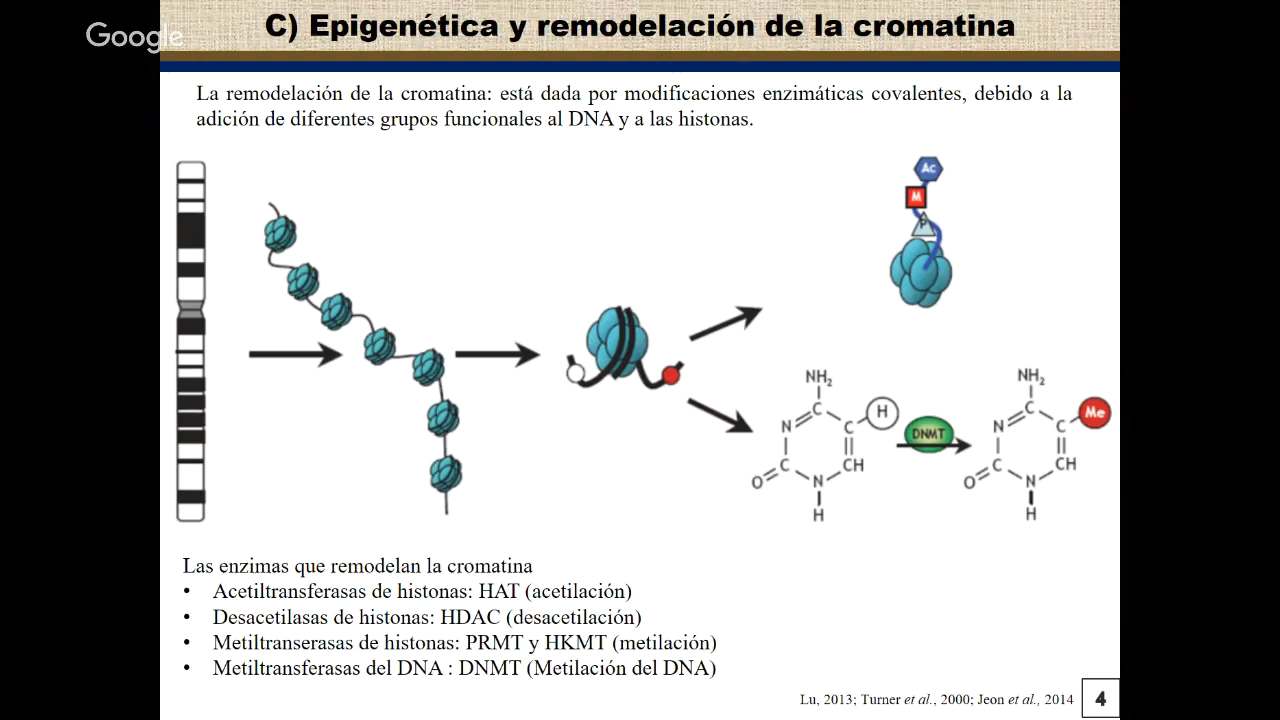 Google
C) Epigenética y remodelación de la cromatina
La remodelación de la cromatina: está dada por modificaciones enzimáticas covalentes, debido a la
adición de diferentes grupos funcionales al DNA y a las histonas.
Ac
M
P
NH₂
C
H
N
C
C
CH
O
N
H
DNMT
NH₂
C
Me
N
C
C
CH
O
N
H
Las enzimas que remodelan la cromatina
• Acetiltransferasas de histonas: HAT (acetilación)
• Desacetilasas de histonas: HDAC (desacetilación)
• Metiltranserasas de histonas: PRMT y HKMT (metilación)
• Metiltransferasas del DNA : DNMT (Metilación del DNA)
Lu, 2013; Turner et al., 2000; Jeon et al., 2014
4